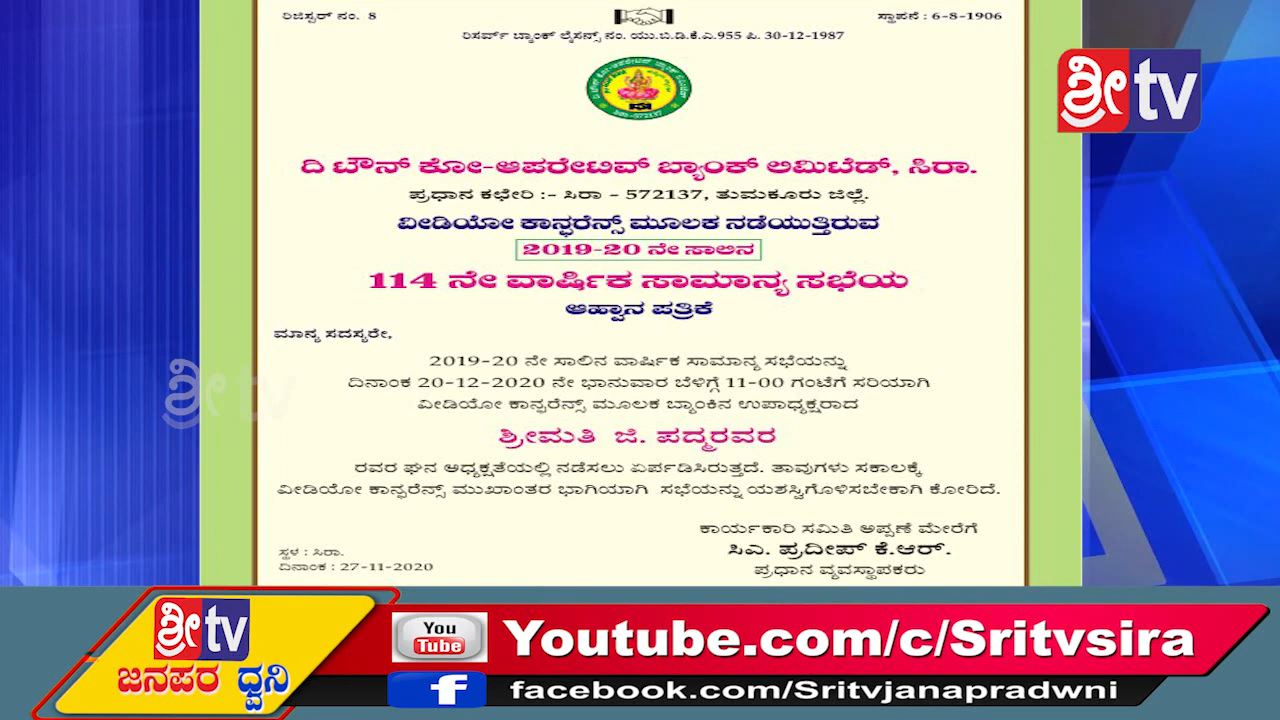 ರಿಜಿಸ್ಟರ್ ನಂ. 8
ಸ್ಥಾಪನೆ : 6-8-1906
ರಿಸರ್ವ್ ಬ್ಯಾಂಕ್ ಲೈಸನ್ಸ್ ನಂ. ಯು.ಬಿ.ಡಿ.ಕೆ.ಎ.955 ಪಿ. 30-12-1987
ಶ್ರೀ tv
ದಿ ಟೌನ್ ಕೋ-ಆಪರೇಟಿವ್ ಬ್ಯಾಂಕ್ ಲಿಮಿಟೆಡ್, ಸಿರಾ.
ಪ್ರಧಾನ ಕಛೇರಿ :- ಸಿರಾ - 572137, ತುಮಕೂರು ಜಿಲ್ಲೆ.
ವೀಡಿಯೋ ಕಾನ್ಫರೆನ್ಸ್ ಮೂಲಕ ನಡೆಯುತ್ತಿರುವ
2019-20 ನೇ ಸಾಲಿನ
114 ನೇ ವಾರ್ಷಿಕ ಸಾಮಾನ್ಯ ಸಭೆಯ
ಆಹ್ವಾನ ಪತ್ರಿಕೆ
ಮಾನ್ಯ ಸದಸ್ಯರೇ,
2019-20 ನೇ ಸಾಲಿನ ವಾರ್ಷಿಕ ಸಾಮಾನ್ಯ ಸಭೆಯನ್ನು
ದಿನಾಂಕ 20-12-2020 ನೇ ಭಾನುವಾರ ಬೆಳಿಗ್ಗೆ 11-00 ಗಂಟೆಗೆ ಸರಿಯಾಗಿ
ವೀಡಿಯೋ ಕಾನ್ಫರೆನ್ಸ್ ಮೂಲಕ ಬ್ಯಾಂಕಿನ ಉಪಾಧ್ಯಕ್ಷರಾದ
ಶ್ರೀ tv
ಶ್ರೀಮತಿ ಜಿ. ಪದ್ಮರವರ
ರವರ ಘನ ಅಧ್ಯಕ್ಷತೆಯಲ್ಲಿ ನಡೆಸಲು ಏರ್ಪಡಿಸಿರುತ್ತದೆ. ತಾವುಗಳು ಸಕಾಲಕ್ಕೆ
ವೀಡಿಯೋ ಕಾನ್ಫರೆನ್ಸ್ ಮುಖಾಂತರ ಭಾಗಿಯಾಗಿ ಸಭೆಯನ್ನು ಯಶಸ್ವಿಗೊಳಿಸಬೇಕಾಗಿ ಕೋರಿದೆ.
ಕಾರ್ಯಕಾರಿ ಸಮಿತಿ ಅಪ್ಪಣೆ ಮೇರೆಗೆ
ಸಿಎ. ಪ್ರದೀಪ್ ಕೆ.ಆರ್.
ಪ್ರಧಾನ ವ್ಯವಸ್ಥಾಪಕರು
ಸ್ಥಳ : ಸಿರಾ.
ದಿನಾಂಕ : 27-11-2020
ಶ್ರೀ tv
ಜನಪರ ಧ್ವನಿ
You Tube
Youtube.com/c/Sritvsira
f
facebook.com/Sritvjanapradwni